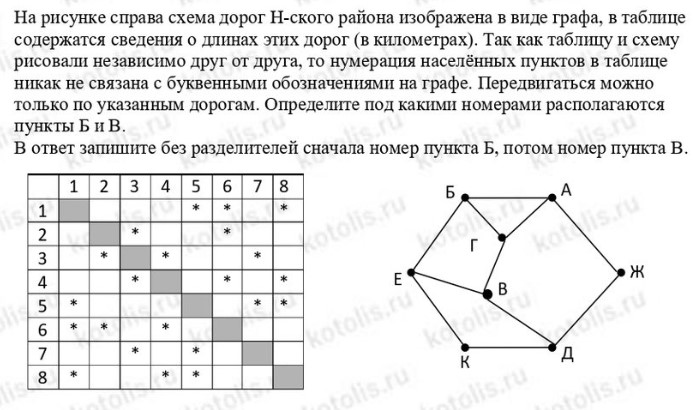 На рисунке справа схема дорог Н-ского района изображена в виде графа, в таблице
содержатся сведения о длинах этих дорог (в километрах). Так как таблицу и схему
рисовали независимо друг от друга, то нумерация населённых пунктов в таблице
никак не связана с буквенными обозначениями на графе. Передвигаться можно
только по указанным дорогам. Определите под какими номерами располагаются
пункты Б и В.
В ответ запишите без разделителей сначала номер пункта Б, потом номер пункта В.
1 2 3 4 5 6 7 8
1 * * *
2 * *
3 * * *
4 * * *
5 * * *
6 * * *
7 * *
8 * * *
Б А
Г
Е В Ж
К Д
kotolis.ru